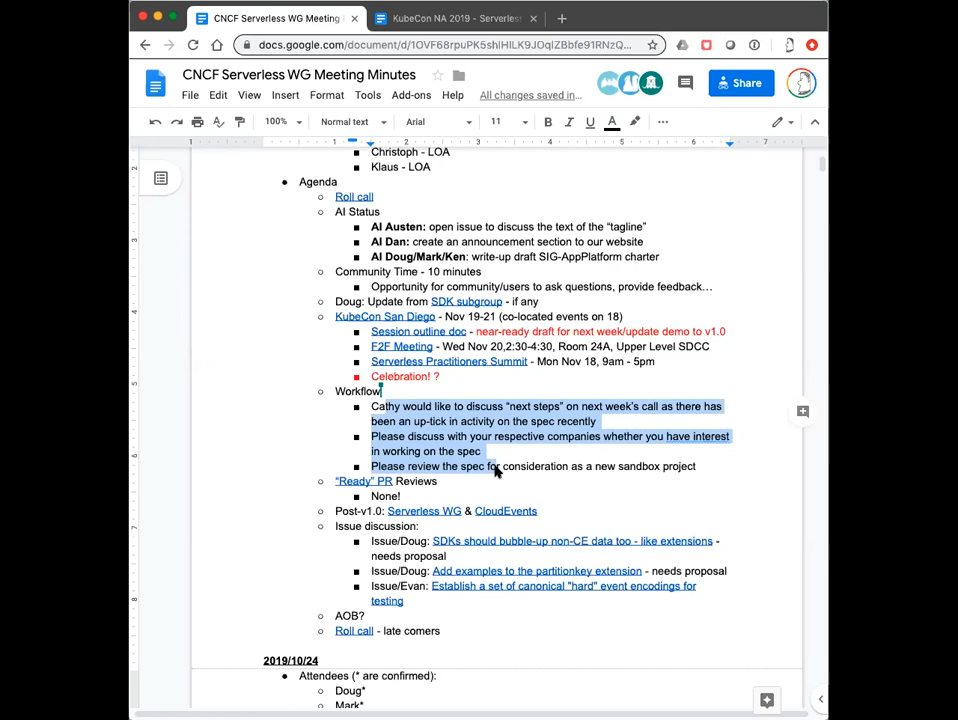 CNCF Serverless WG Meeting
KubeCon NA 2019 - Serverless
docs.google.com/document/d/1OVF68rpuPK5shIHILK9JOqIZBbfe91RNzQ...
CNCF Serverless WG Meeting Minutes
File Edit View Insert Format Tools Add-ons Help All changes saved in...
Share
100% Normal text Arial 11 B I U A
1 1 2 3 4 5 6 7
Christoph - LOA
Klaus - LOA
Agenda
Roll call
AI Status
AI Austen: open issue to discuss the text of the “tagline”
AI Dan: create an announcement section to our website
AI Doug/Mark/Ken: write-up draft SIG-AppPlatform charter
Community Time - 10 minutes
Opportunity for community/users to ask questions, provide feedback…
Doug: Update from SDK subgroup - if any
KubeCon San Diego - Nov 19-21 (co-located events on 18)
Session outline doc - near-ready draft for next week/update demo to v1.0
F2F Meeting - Wed Nov 20,2:30-4:30, Room 24A, Upper Level SDCC
Serverless Practitioners Summit - Mon Nov 18, 9am - 5pm
Celebration! ?
Workflow
Cathy would like to discuss “next steps” on next week’s call as there has
been an up-tick in activity on the spec recently
Please discuss with your respective companies whether you have interest
in working on the spec
Please review the spec for consideration as a new sandbox project
“Ready” PR Reviews
None!
Post-v1.0: Serverless WG & CloudEvents
Issue discussion:
Issue/Doug: SDKs should bubble-up non-CE data too - like extensions -
needs proposal
Issue/Doug: Add examples to the partitionkey extension - needs proposal
Issue/Evan: Establish a set of canonical "hard" event encodings for
testing
AOB?
Roll call - late comers
2019/10/24
Attendees (* are confirmed):
Doug*
Mark*